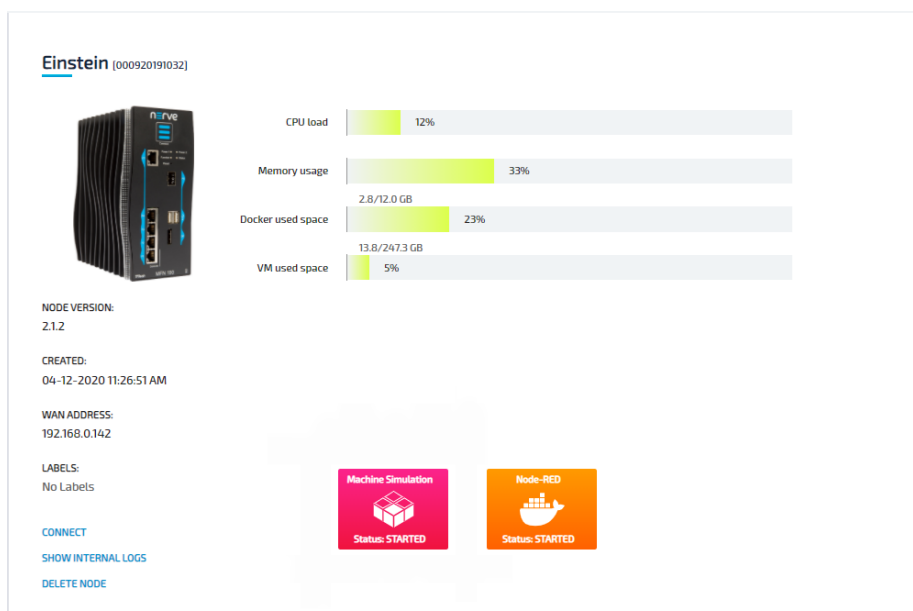 Einstein [000920191032]
nerve
CPU load 12%
Memory usage 33%
2.8/12.0 GB
Docker used space 23%
13.8/247.3 GB
VM used space 5%
NODE VERSION:
2.1.2
CREATED:
04-12-2020 11:26:51 AM
WAN ADDRESS:
192.168.0.142
LABELS:
No Labels
Machine Simulation
Status: STARTED
Node-RED
Status: STARTED
CONNECT
SHOW INTERNAL LOGS
DELETE NODE